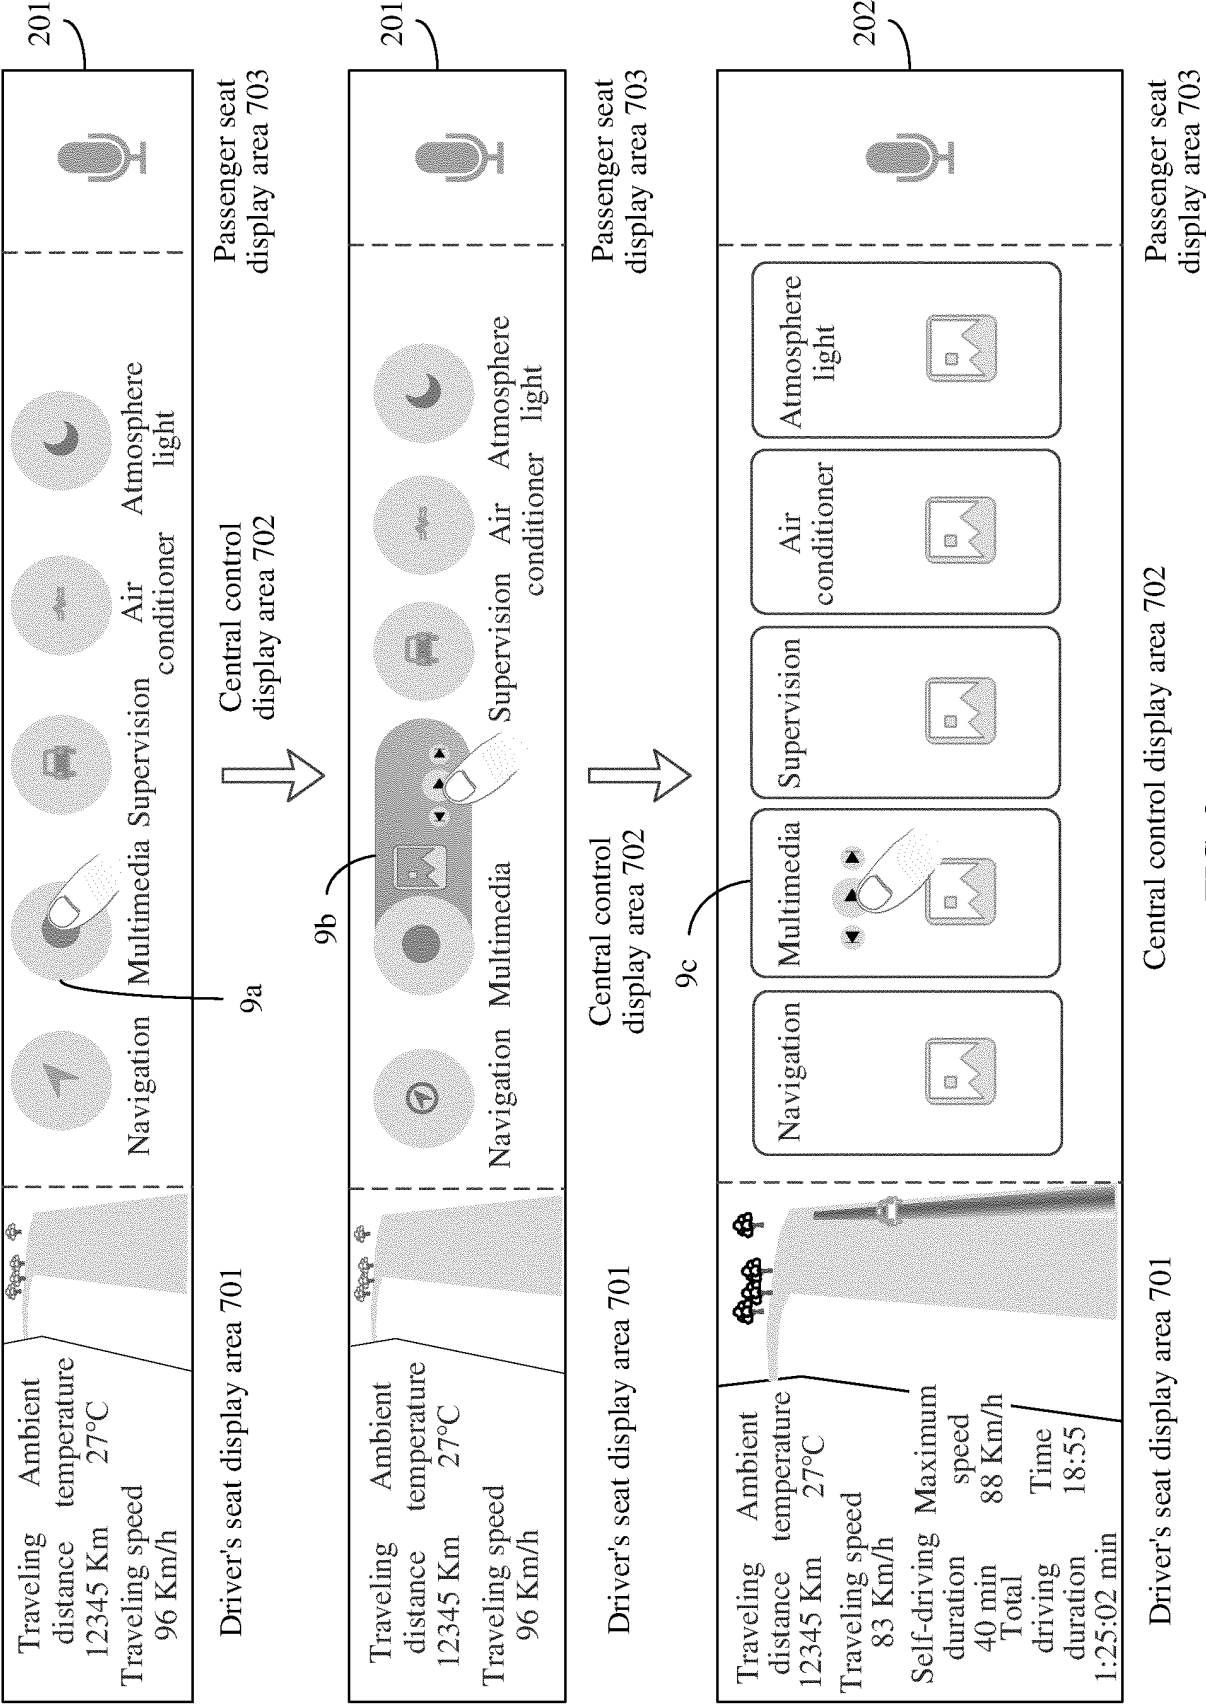 201
Traveling
distance
12345 Km
Ambient
temperature
27°C
Traveling speed
96 Km/h
Navigation
Multimedia
Supervision
Air
conditioner
Atmosphere
light
9a
Driver's seat display area 701
Central control
display area 702
Passenger seat
display area 703
201
Traveling
distance
12345 Km
Ambient
temperature
27°C
Traveling speed
96 Km/h
9b
Navigation
Multimedia
Supervision
Air
conditioner
Atmosphere
light
Driver's seat display area 701
Central control
display area 702
Passenger seat
display area 703
202
9c
Traveling
distance
12345 Km
Ambient
temperature
27°C
Traveling speed
83 Km/h
Self-driving
duration
40 min
Maximum
speed
88 Km/h
Total
driving
duration
1:25:02 min
Time
18:55
Navigation
Multimedia
Supervision
Air
conditioner
Atmosphere
light
Driver's seat display area 701
Central control display area 702
Passenger seat
display area 703